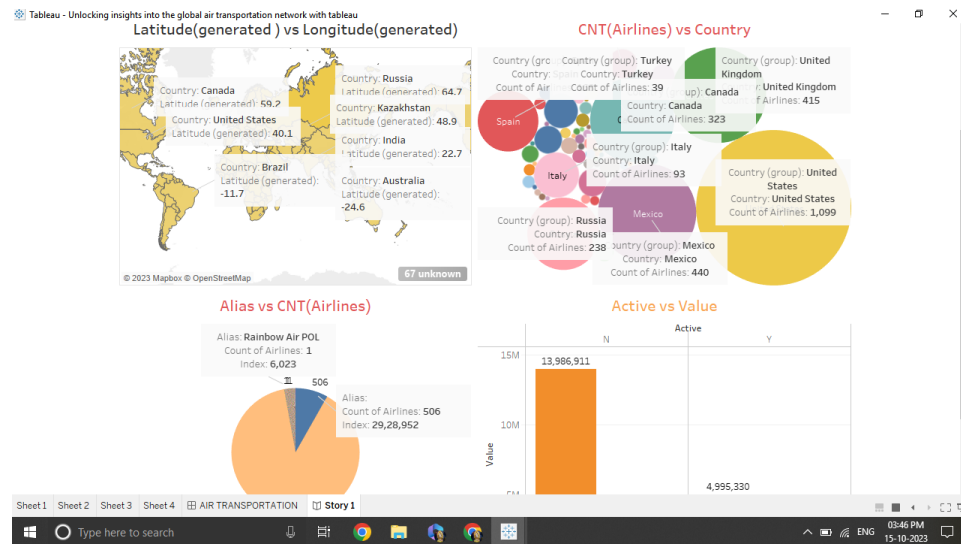 Tableau - Unlocking insights into the global air transportation network with tableau
Latitude(generated ) vs Longitude(generated)
Country: Canada
Latitude (generated): 59.2
Country: United States
Latitude (generated): 40.1
Country: Brazil
Latitude (generated):
-11.7
Country: Russia
Latitude (generated): 64.7
Country: Kazakhstan
Latitude (generated): 48.9
Country: India
Latitude (generated): 22.7
Country: Australia
Latitude (generated):
-24.6
© 2023 Mapbox © OpenStreetMap
67 unknown
CNT(Airlines) vs Country
Country (gro
Country:
Count of Air
Country (group): Turkey
Country: Turkey
Count of Airlines: 39
Country (group): United
Kingdom
United Kingdom
of Airlines: 415
up): Canada
Country: Canada
Count of Airlines: 323
Spain
Country (group): Italy
Country: Italy
Count of Airlines: 93
Italy
Country (group): United
States
Country: United States
Count of Airlines: 1,099
Mexico
Country (group): Russia
Country: Russia
Count of Airlines: 238
ountry (group): Mexico
Country: Mexico
Count of Airlines: 440
Alias vs CNT(Airlines)
Alias: Rainbow Air POL
Count of Airlines: 1
Index: 6,023
506
Alias:
Count of Airlines: 506
Index: 29,28,952
Active vs Value
Active
N Y
15M
13,986,911
10M
Value
4,995,330
5M
Sheet 1 Sheet 2 Sheet 3 Sheet 4 AIR TRANSPORTATION Story 1
Type here to search
ENG
03:46 PM
15-10-2023